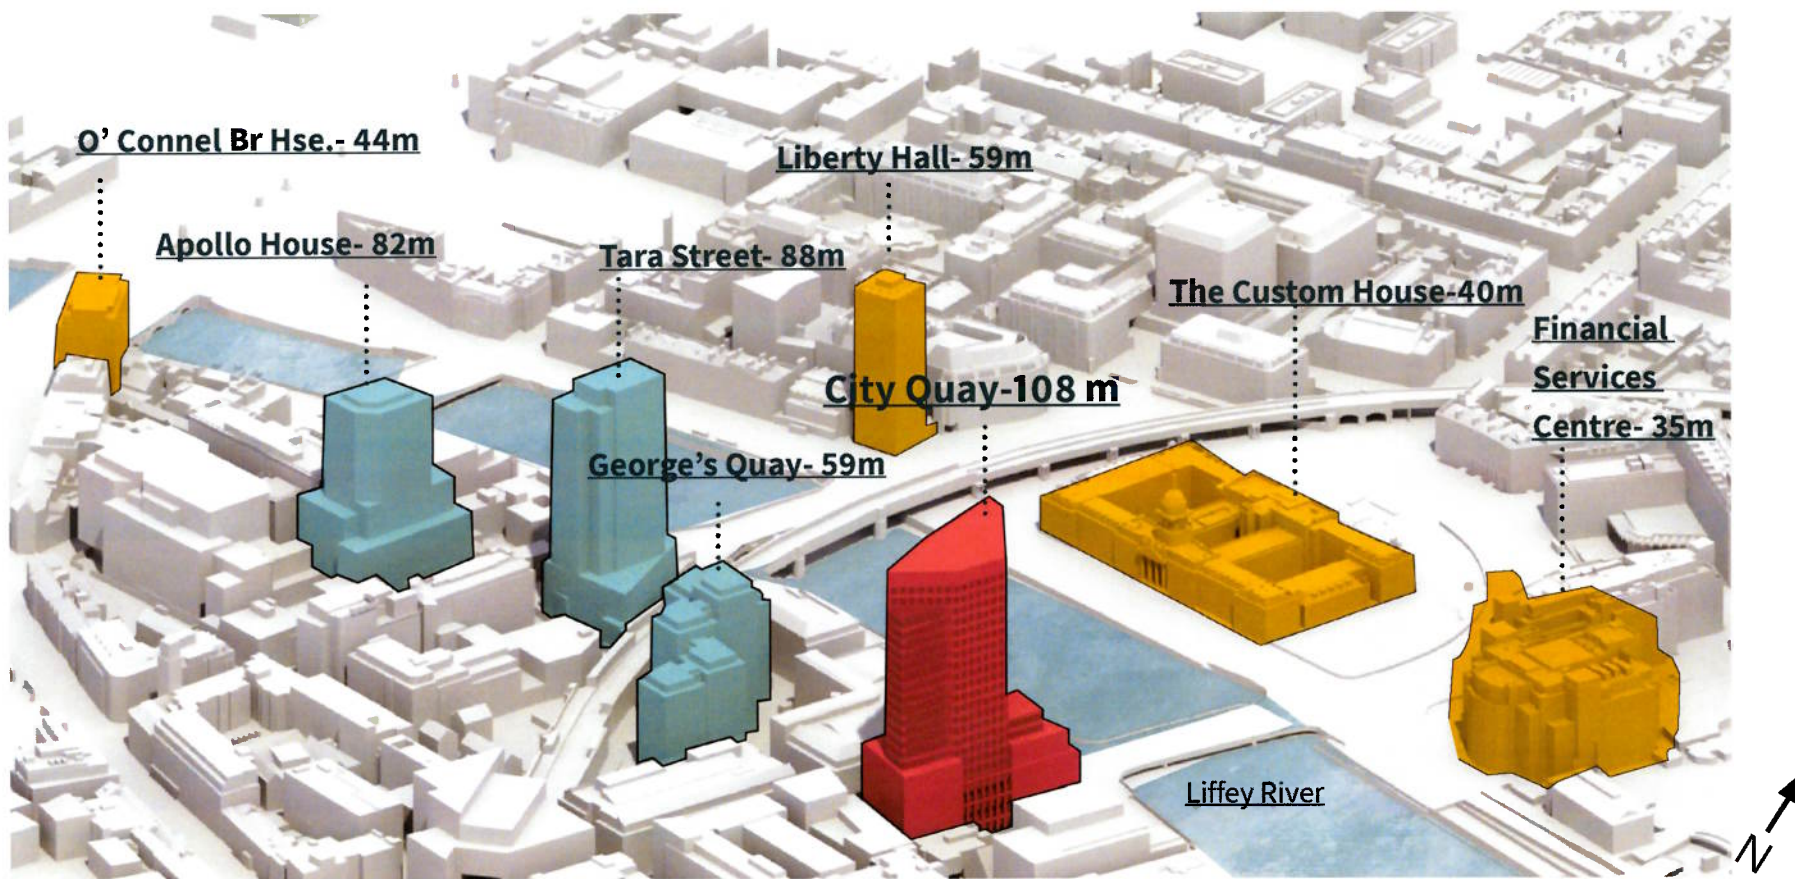 O' Connel Br Hse.- 44m
Liberty Hall- 59m
Apollo House- 82m
Tara Street- 88m
The Custom House-40m
Financial
Services
Centre- 35m
City Quay-108 m
George's Quay- 59m
Liffey River
N